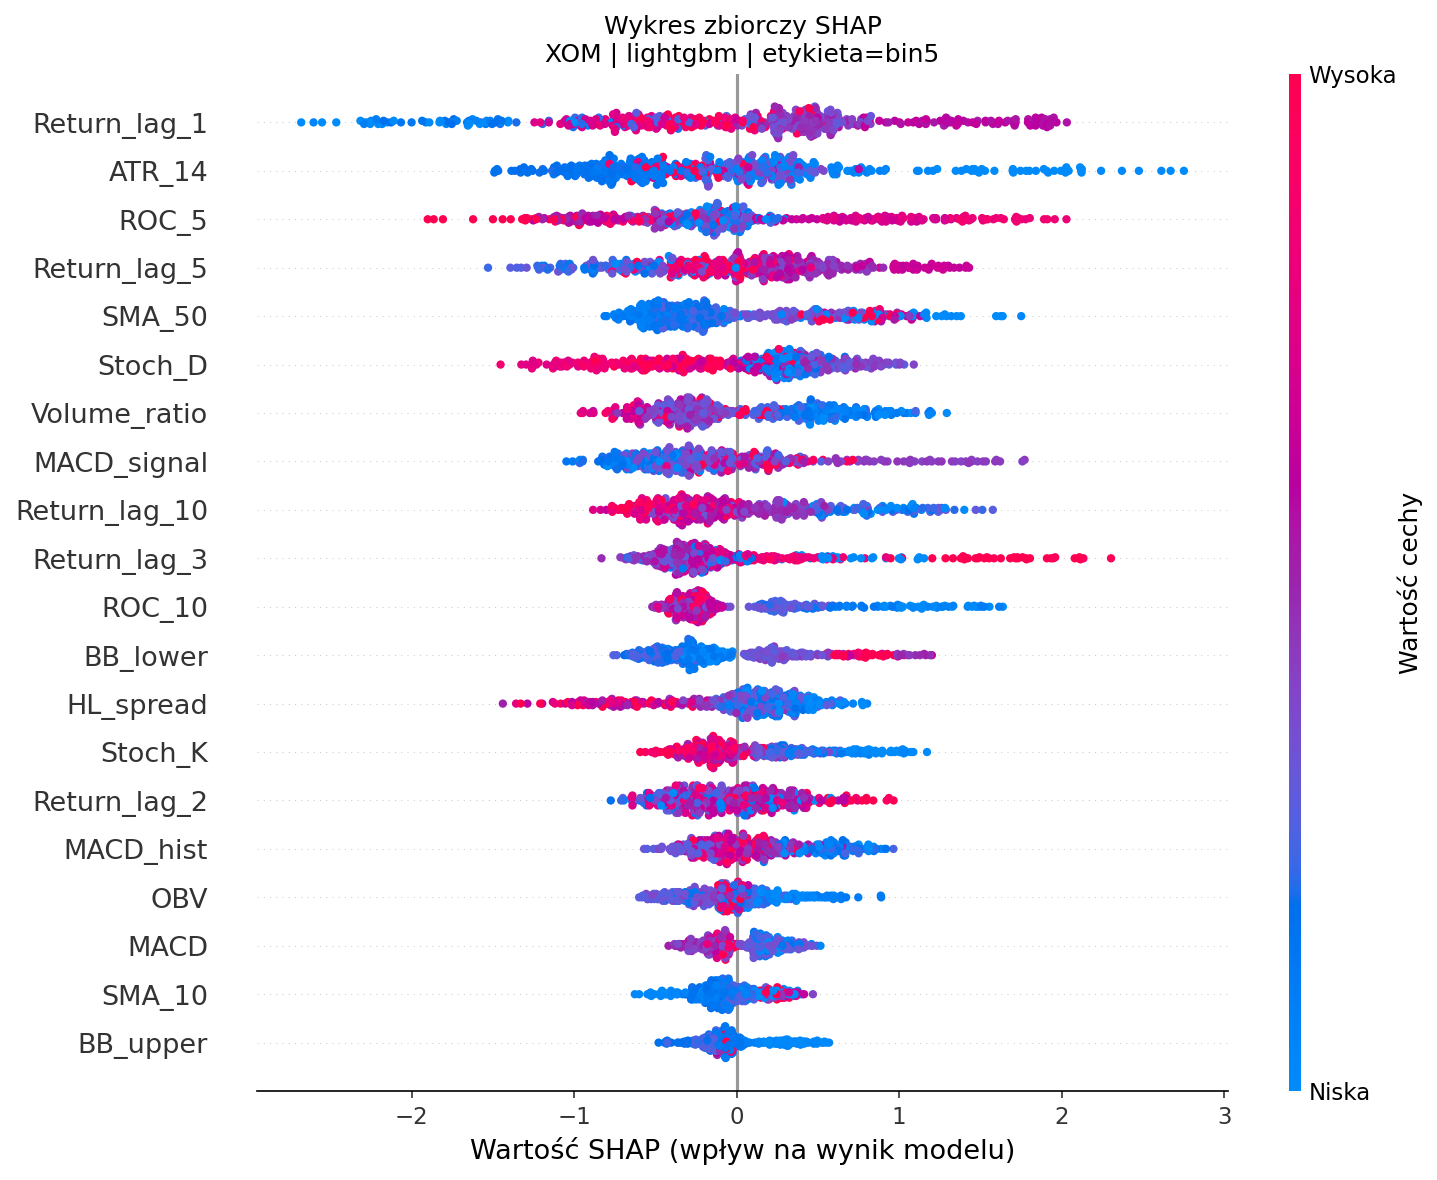 Wykres zbiorczy SHAP
XOM | lightgbm | etykieta=bin5
Return_lag_1
ATR_14
ROC_5
Return_lag_5
SMA_50
Stoch_D
Volume_ratio
MACD_signal
Return_lag_10
Return_lag_3
ROC_10
BB_lower
HL_spread
Stoch_K
Return_lag_2
MACD_hist
OBV
MACD
SMA_10
BB_upper
−2 −1 0 1 2 3
Wartość SHAP (wpływ na wynik modelu)
Wysoka
Wartość cechy
Niska